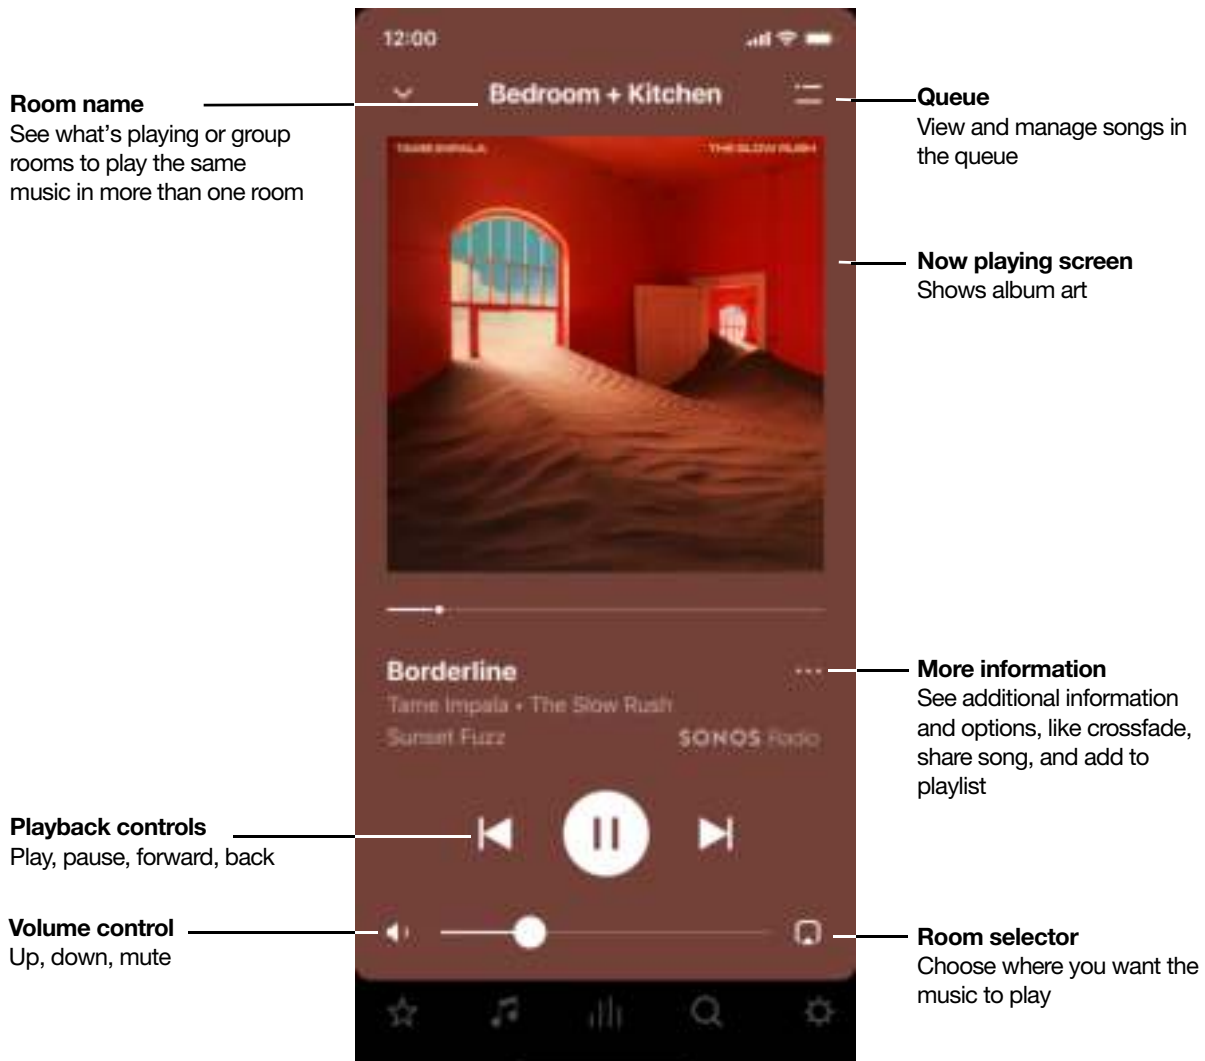 12:00
Bedroom + Kitchen
Room name
See what's playing or group
rooms to play the same
music in more than one room
Queue
View and manage songs in
the queue
TAME IMPALA
THE SLOW RUSH
Now playing screen
Shows album art
Borderline
Tame Impala • The Slow Rush
Sunset Fuzz
SONOS Radio
More information
See additional information
and options, like crossfade,
share song, and add to
playlist
Playback controls
Play, pause, forward, back
Volume control
Up, down, mute
Room selector
Choose where you want the
music to play